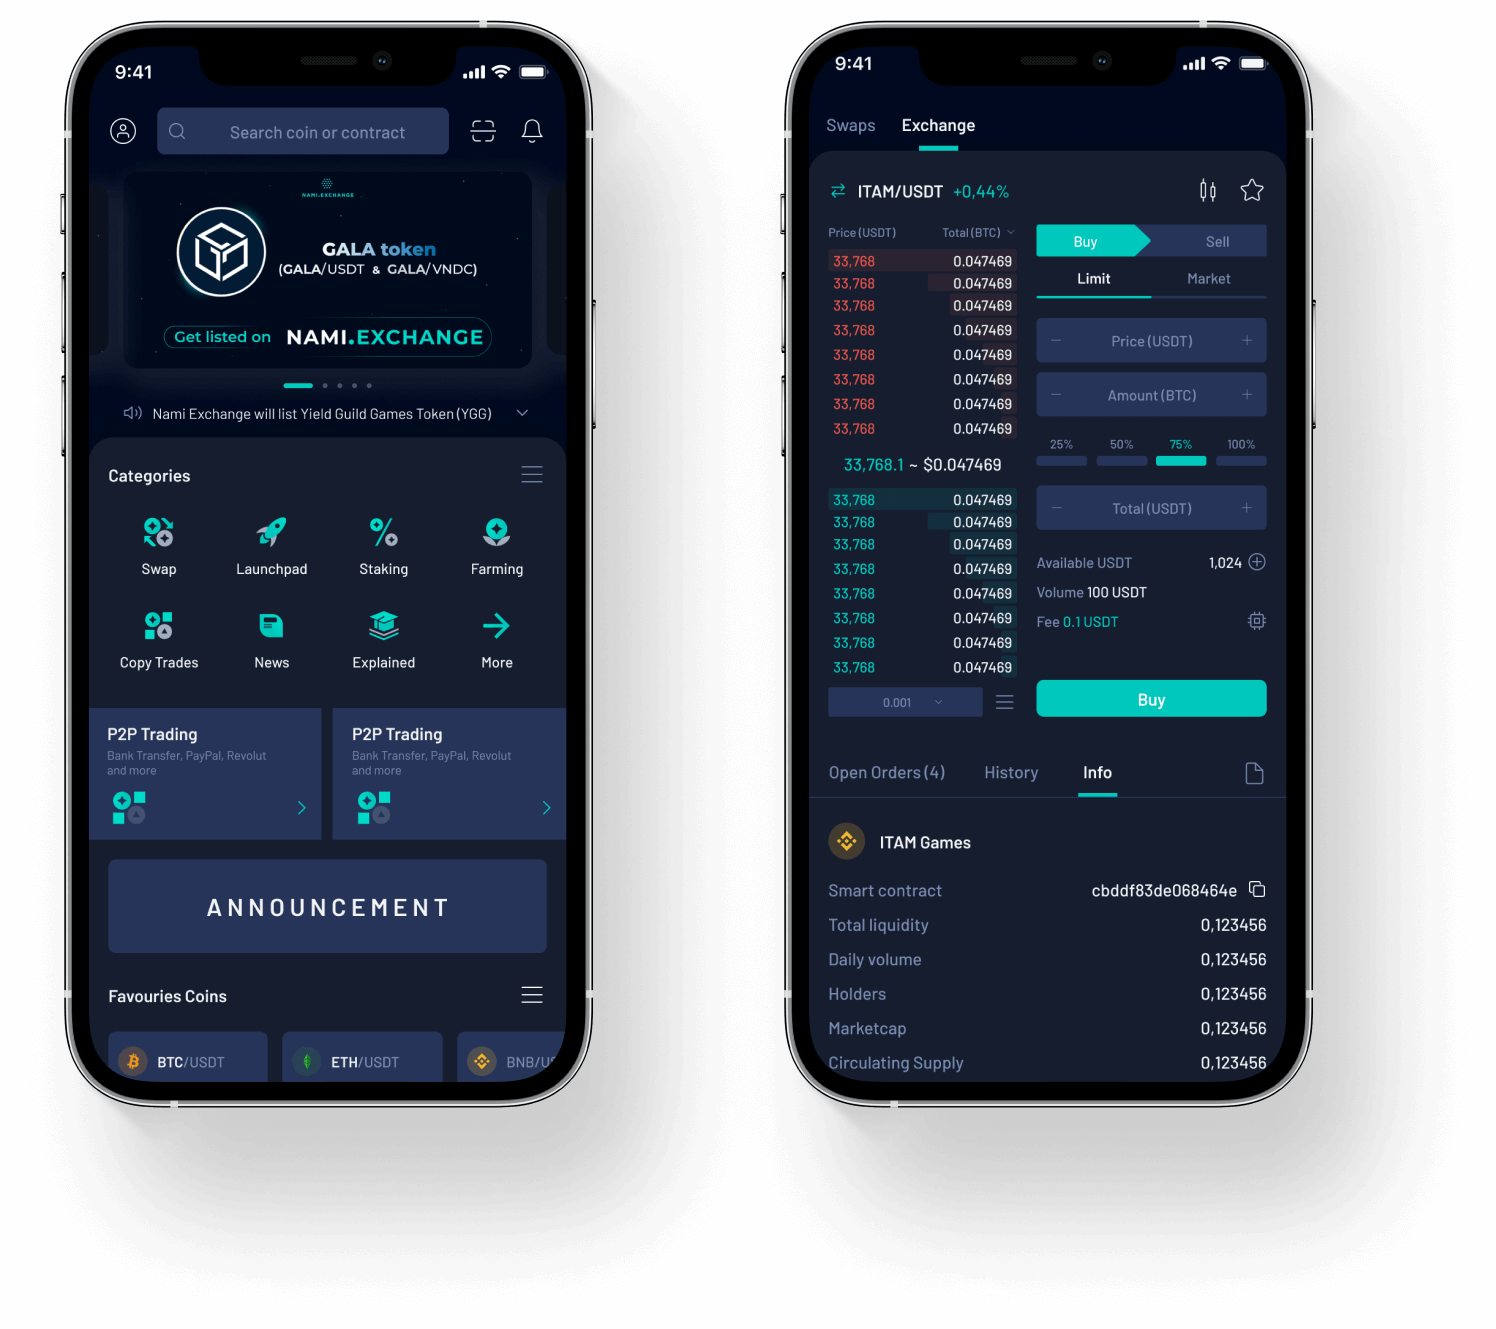 9:41
Search coin or contract
NAMI.EXCHANGE
GALA token
(GALA/USDT & GALA/VNDC)
Get listed on NAMI.EXCHANGE
Nami Exchange will list Yield Guild Games Token (YGG)
Categories
Swap Launchpad Staking Farming
Copy Trades News Explained More
P2P Trading
Bank Transfer, PayPal, Revolut
and more
P2P Trading
Bank Transfer, PayPal, Revolut
and more
ANNOUNCEMENT
Favouries Coins
BTC/USDT ETH/USDT BNB/US
9:41
Swaps Exchange
ITAM/USDT +0,44%
Price (USDT) Total (BTC)
33,768 0.047469
33,768 0.047469
33,768 0.047469
33,768 0.047469
33,768 0.047469
33,768 0.047469
33,768 0.047469
33,768 0.047469
33,768.1 ~ $0.047469
33,768 0.047469
33,768 0.047469
33,768 0.047469
33,768 0.047469
33,768 0.047469
33,768 0.047469
33,768 0.047469
33,768 0.047469
0.001
Buy Sell
Limit Market
− Price (USDT) +
− Amount (BTC) +
25% 50% 75% 100%
− Total (USDT) +
Available USDT 1,024
Volume 100 USDT
Fee 0.1 USDT
Buy
Open Orders (4) History Info
ITAM Games
Smart contract cbddf83de068464e
Total liquidity 0,123456
Daily volume 0,123456
Holders 0,123456
Marketcap 0,123456
Circulating Supply 0,123456